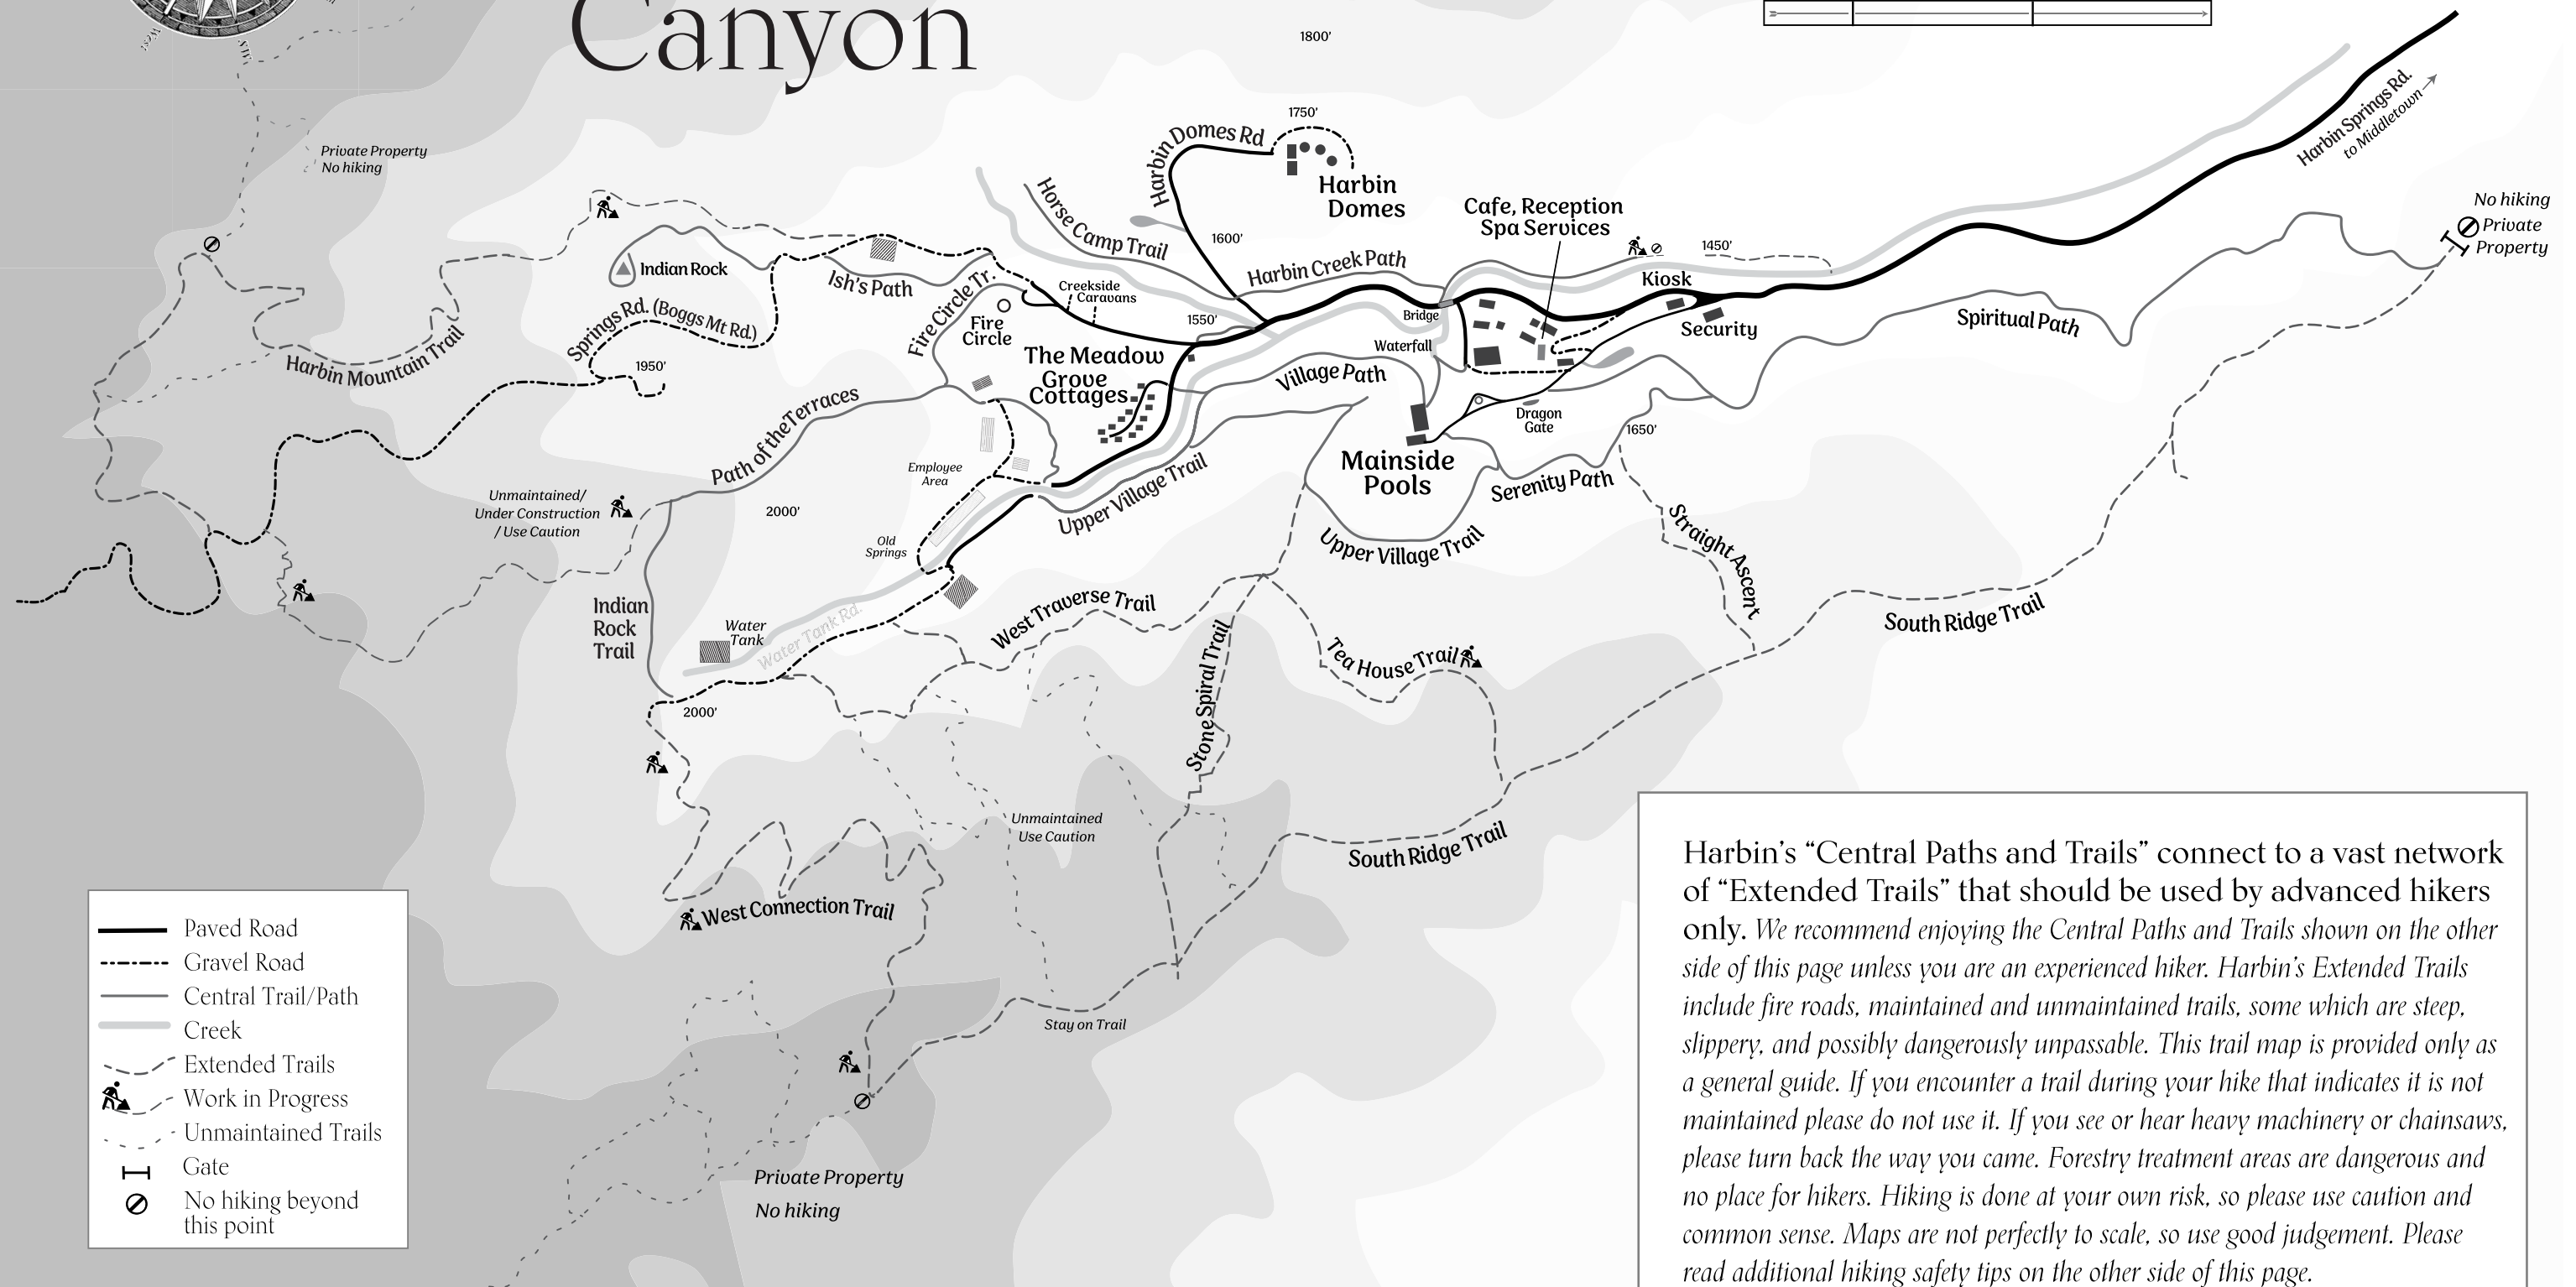 Canyon
West
1800'
1750'
Harbin Domes Rd
Harbin
Domes
Harbin Springs Rd.
to Middletown
Private Property
No hiking
No hiking
Private
Property
Horse Camp Trail
1600'
Cafe, Reception
Spa Services
1450'
Indian Rock
Ish's Path
Harbin Creek Path
Kiosk
Creekside
Caravans
Fire Circle Tr.
Fire
Circle
1550'
Bridge
Security
Spiritual Path
Springs Rd. (Boggs Mt Rd.)
Harbin Mountain Trail
1950'
The Meadow
Grove
Cottages
Waterfall
Village Path
Path of the Terraces
Dragon
Gate
1650'
Mainside
Pools
Employee
Area
Serenity Path
Unmaintained/
Under Construction
/ Use Caution
2000'
Upper Village Trail
Upper Village Trail
Straight Ascent
Old
Springs
Indian
Rock
Trail
Water
Tank
Water Tank Rd.
West Traverse Trail
Stone Spiral Trail
Tea House Trail
South Ridge Trail
2000'
Unmaintained
Use Caution
South Ridge Trail
West Connection Trail
Stay on Trail
Private Property
No hiking
Paved Road
Gravel Road
Central Trail/Path
Creek
Extended Trails
Work in Progress
Unmaintained Trails
Gate
No hiking beyond
this point
Harbin's “Central Paths and Trails” connect to a vast network
of “Extended Trails” that should be used by advanced hikers
only. We recommend enjoying the Central Paths and Trails shown on the other
side of this page unless you are an experienced hiker. Harbin's Extended Trails
include fire roads, maintained and unmaintained trails, some which are steep,
slippery, and possibly dangerously unpassable. This trail map is provided only as
a general guide. If you encounter a trail during your hike that indicates it is not
maintained please do not use it. If you see or hear heavy machinery or chainsaws,
please turn back the way you came. Forestry treatment areas are dangerous and
no place for hikers. Hiking is done at your own risk, so please use caution and
common sense. Maps are not perfectly to scale, so use good judgement. Please
read additional hiking safety tips on the other side of this page.